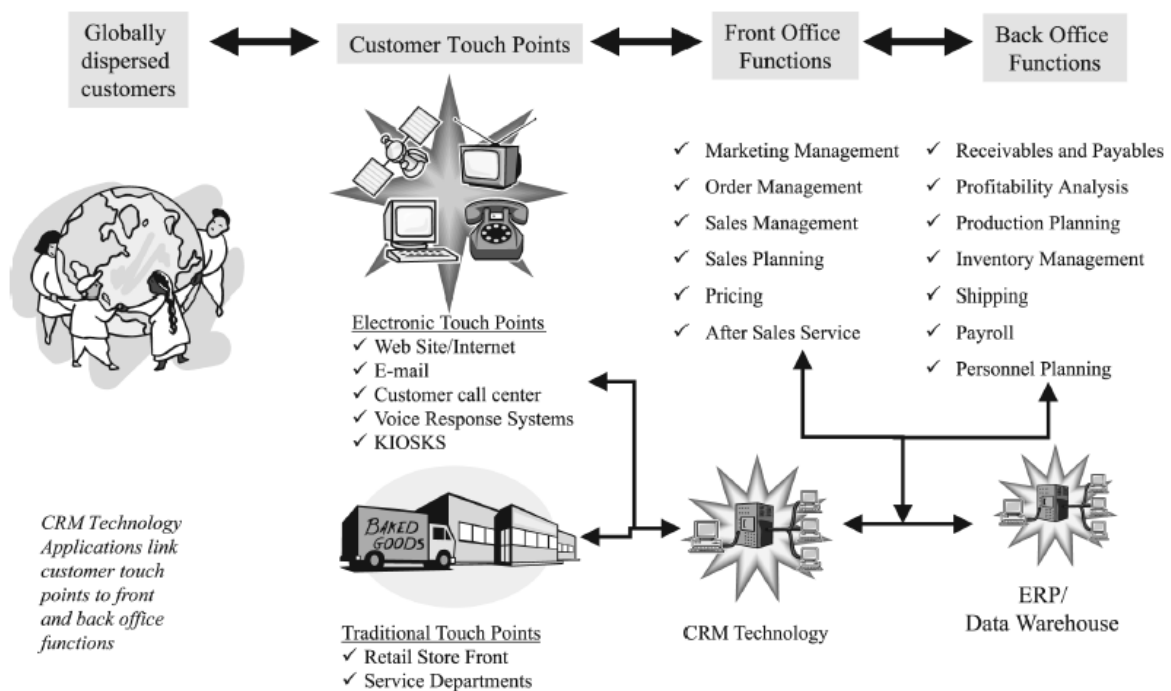 Globally
dispersed
customers
Customer Touch Points
Front Office
Functions
Back Office
Functions
Marketing Management
Order Management
Sales Management
Sales Planning
Pricing
After Sales Service
Receivables and Payables
Profitability Analysis
Production Planning
Inventory Management
Shipping
Payroll
Personnel Planning
Electronic Touch Points
Web Site/Internet
E-mail
Customer call center
Voice Response Systems
KIOSKS
BAKED
GOODS
Traditional Touch Points
Retail Store Front
Service Departments
CRM Technology
ERP/
Data Warehouse
CRM Technology
Applications link
customer touch
points to front
and back office
functions